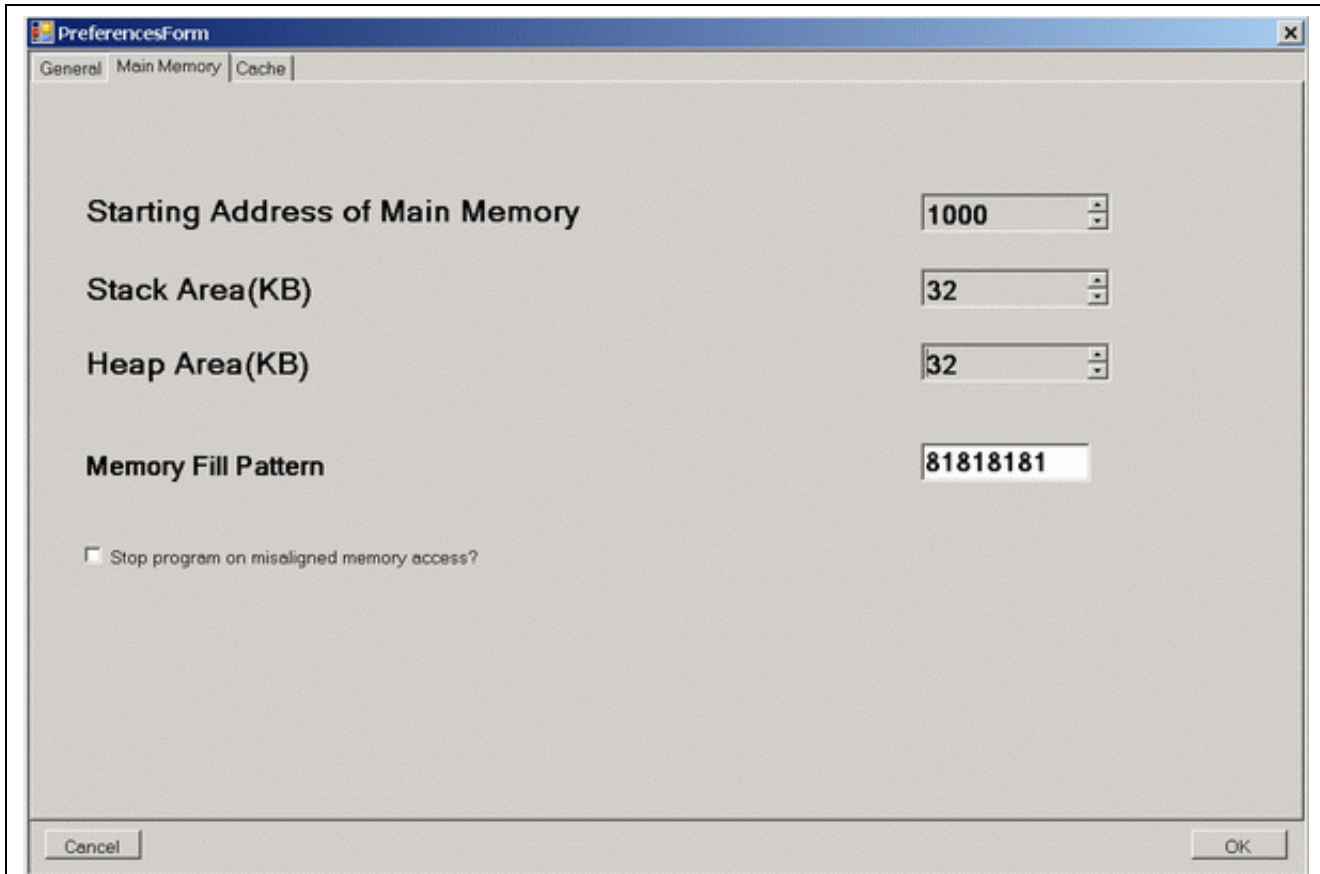 PreferencesForm
General Main Memory Cache
Starting Address of Main Memory 1000
Stack Area(KB) 32
Heap Area(KB) 32
Memory Fill Pattern 81818181
Stop program on misaligned memory access?
Cancel OK